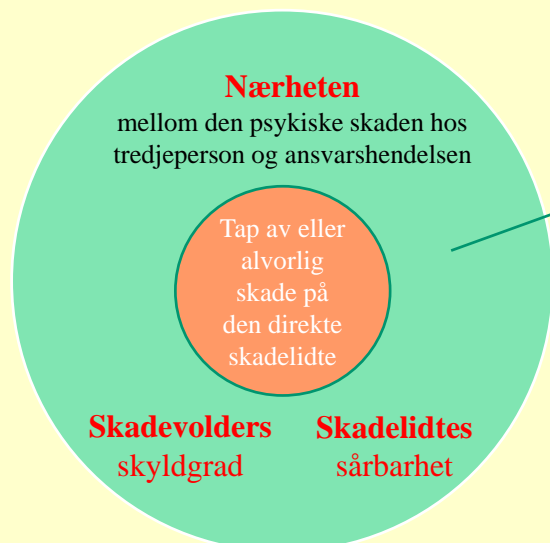 Nærheten
mellom den psykiske skaden hos
tredjeperson og ansvarshendelsen
Tap av eller
alvorlig
skade på
den direkte
skadelidte
Skadevolders
skyldgrad
Skadelidtes
sårbarhet